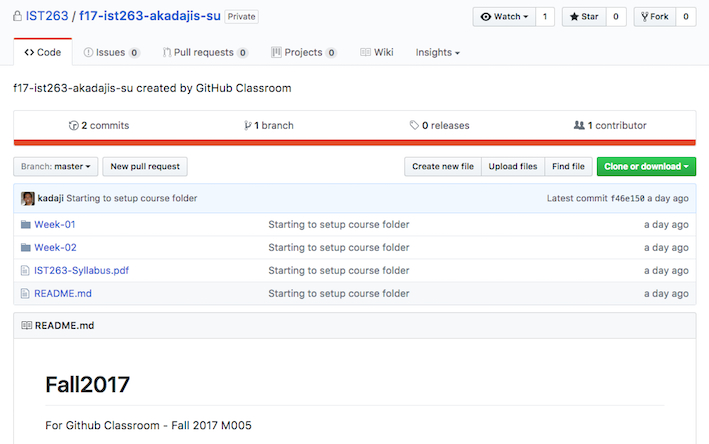 IST263 / f17-ist263-akadajis-su Private Watch 1 Star 0 Fork 0
Code Issues 0 Pull requests 0 Projects 0 Wiki Insights
f17-ist263-akadajis-su created by GitHub Classroom
2 commits 1 branch 0 releases 1 contributor
Branch: master New pull request Create new file Upload files Find file Clone or download
kadaji Starting to setup course folder Latest commit f46e150 a day ago
Week-01 Starting to setup course folder a day ago
Week-02 Starting to setup course folder a day ago
IST263-Syllabus.pdf Starting to setup course folder a day ago
README.md Starting to setup course folder a day ago
README.md
Fall2017
For Github Classroom - Fall 2017 M005